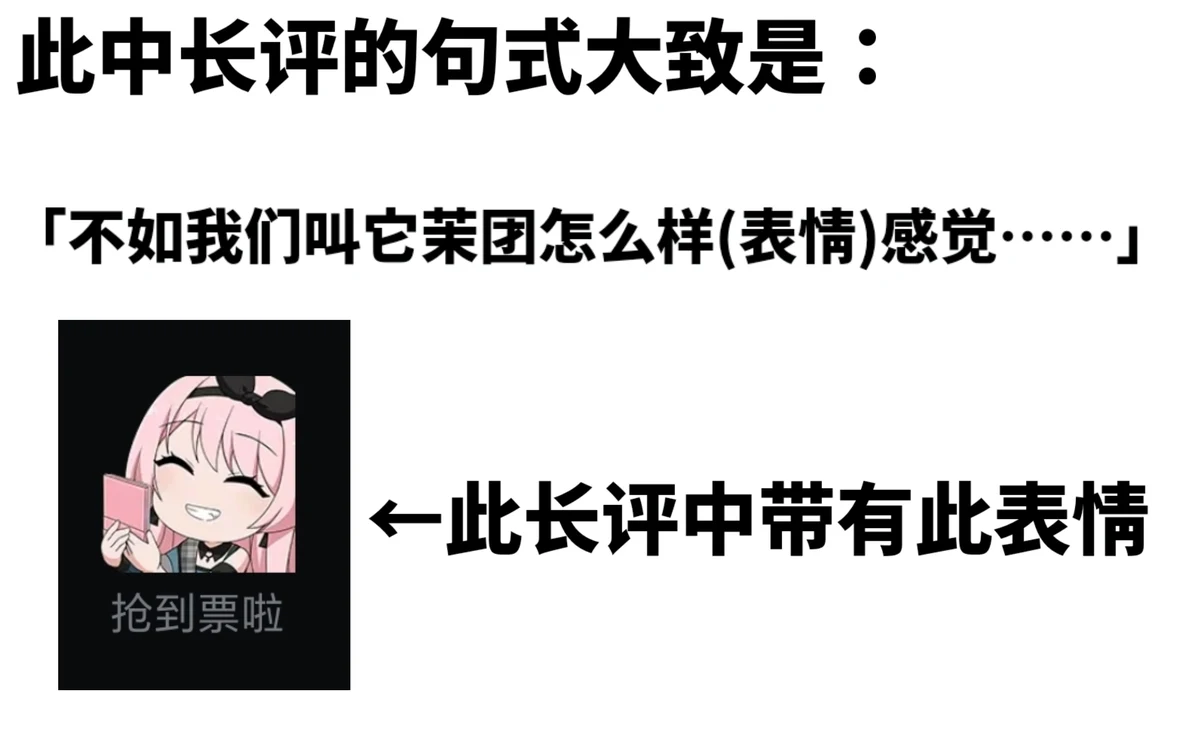 此中长评的句式大致是：
「不如我们叫它茉团怎么样(表情)感觉……」
←此长评中带有此表情
抢到票啦